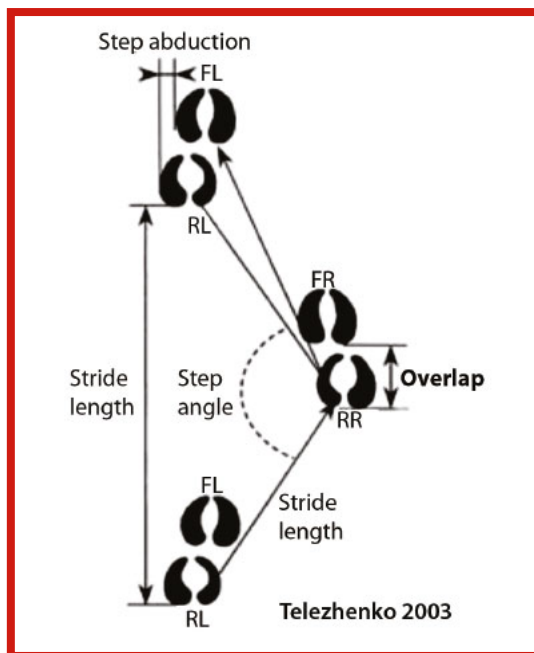 Step abduction
FL
RL
FR
Stride
length
Step
angle
Overlap
RR
FL
Stride
length
RL
Telezhenko 2003